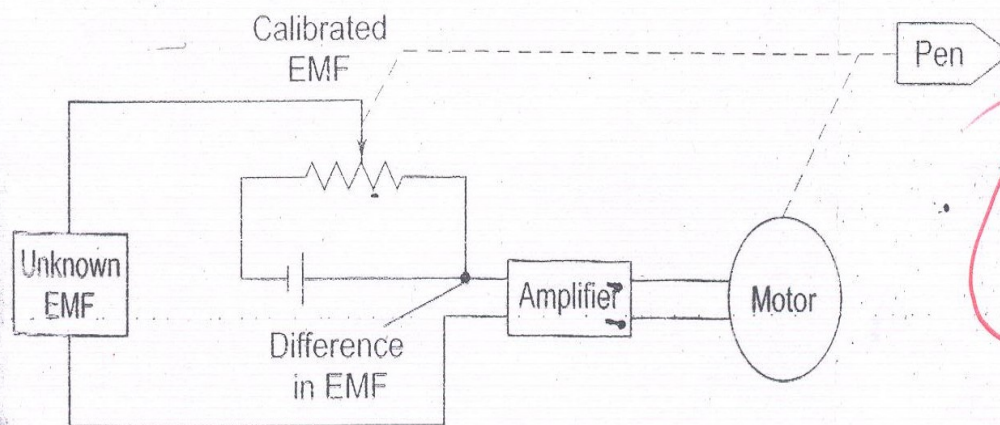 Calibrated
EMF
Pen
Unknown
EMF
Amplifier
Motor
Difference
in EMF